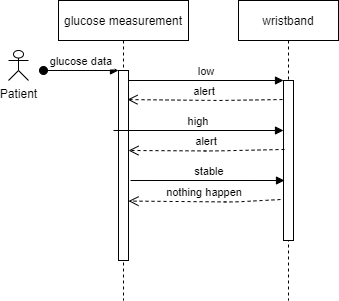 glucose measurement
wristband
glucose data
Patient
low
alert
high
alert
stable
nothing happen